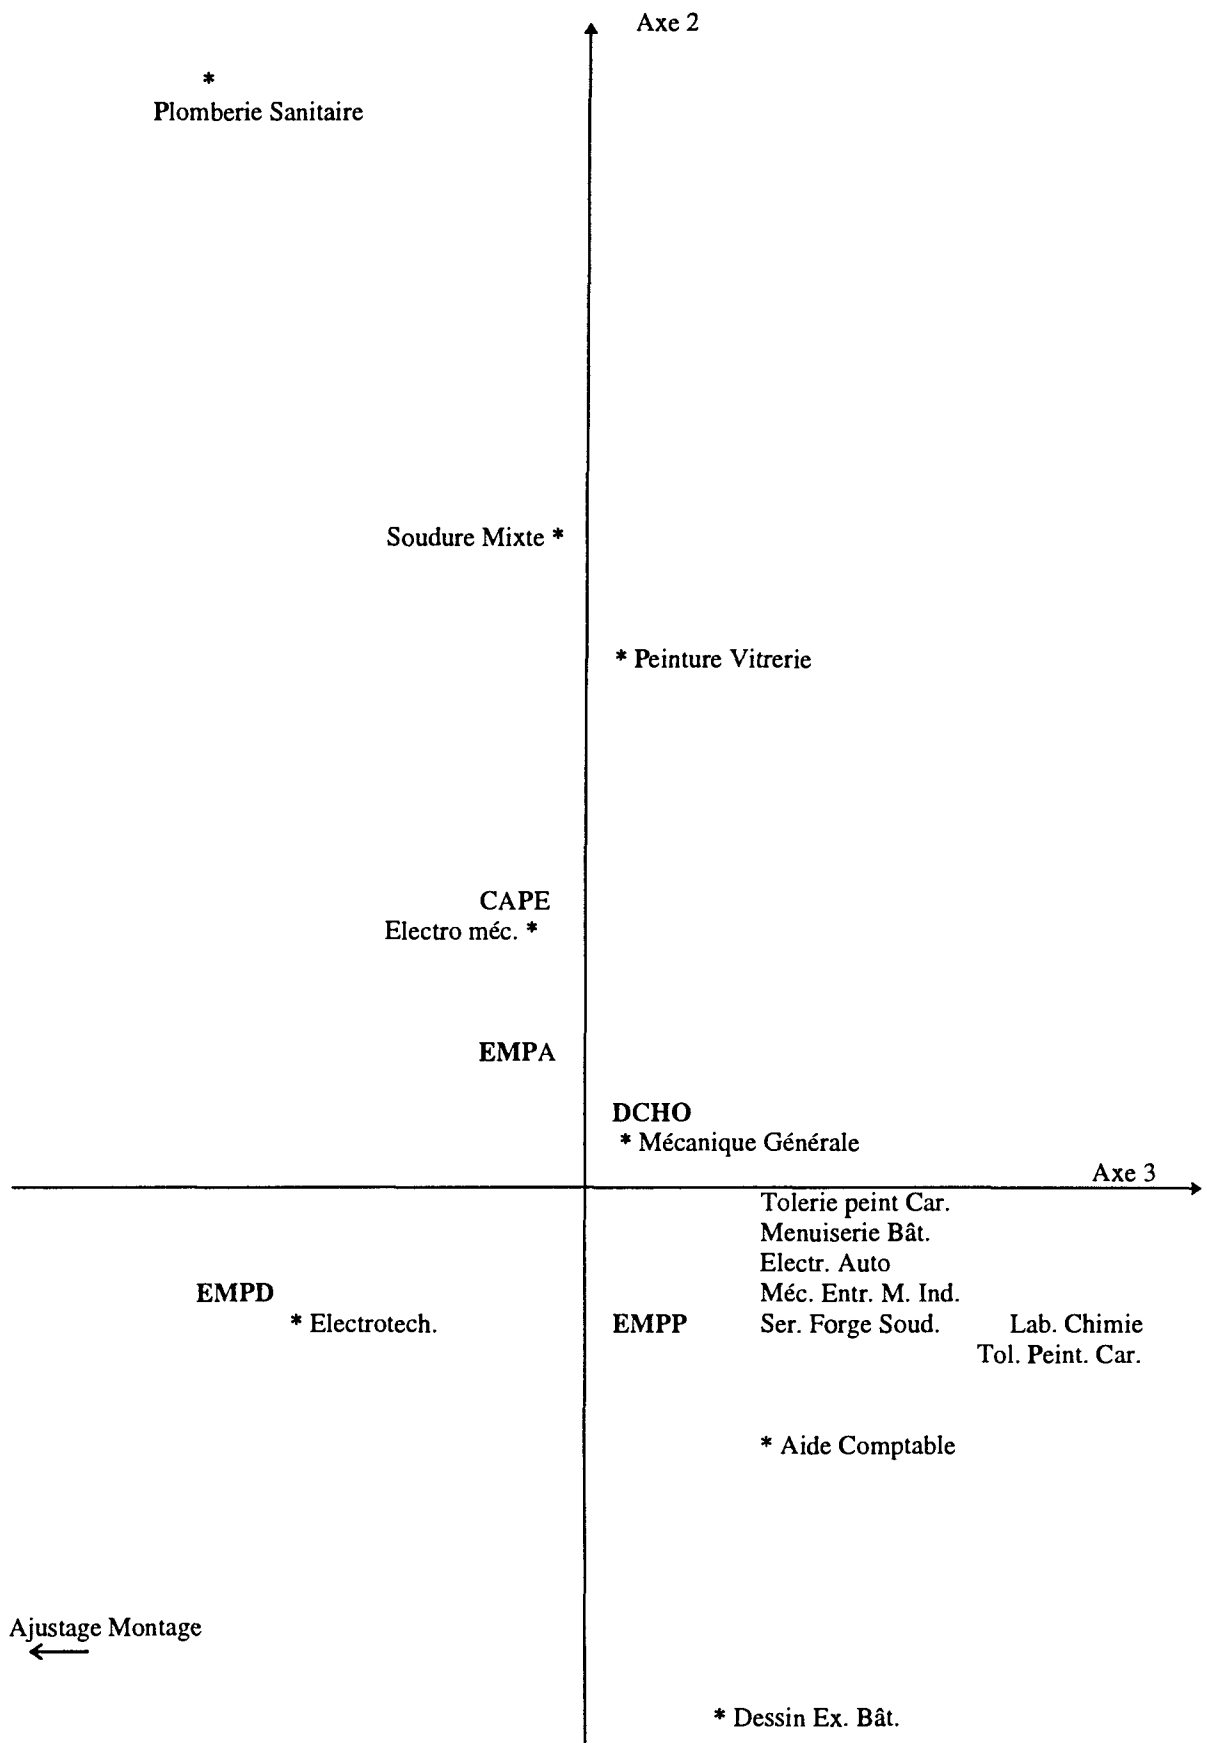 Axe 2
*
Plomberie Sanitaire
Soudure Mixte *
* Peinture Vitrerie
CAPE
Electro méc. *
EMPA
DCHO
* Mécanique Générale
Axe 3
Tolerie peint Car.
Menuiserie Bât.
Electr. Auto
EMPD
Méc. Entr. M. Ind.
* Electrotech.
EMPP
Ser. Forge Soud.
Lab. Chimie
Tol. Peint. Car.
* Aide Comptable
Ajustage Montage
* Dessin Ex. Bât.